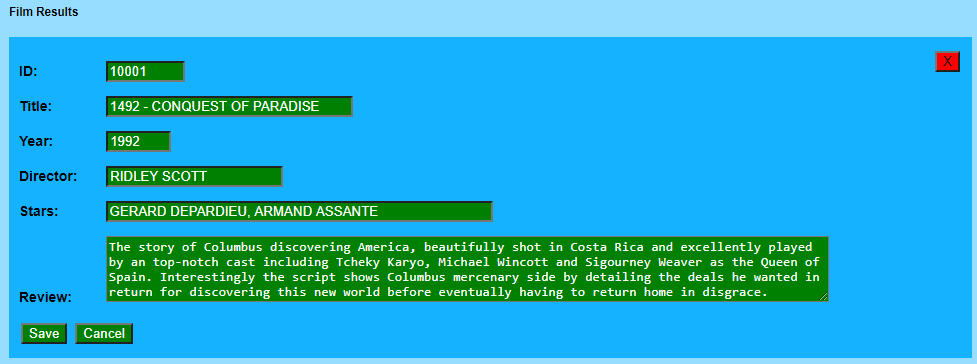 Film Results
X
ID: 10001
Title: 1492 - CONQUEST OF PARADISE
Year: 1992
Director: RIDLEY SCOTT
Stars: GERARD DEPARDIEU, ARMAND ASSANTE
The story of Columbus discovering America, beautifully shot in Costa Rica and excellently played
by an top-notch cast including Tcheky Karyo, Michael Wincott and Sigourney Weaver as the Queen of
Spain. Interestingly the script shows Columbus mercenary side by detailing the deals he wanted in
return for discovering this new world before eventually having to return home in disgrace.
Review:
Save Cancel